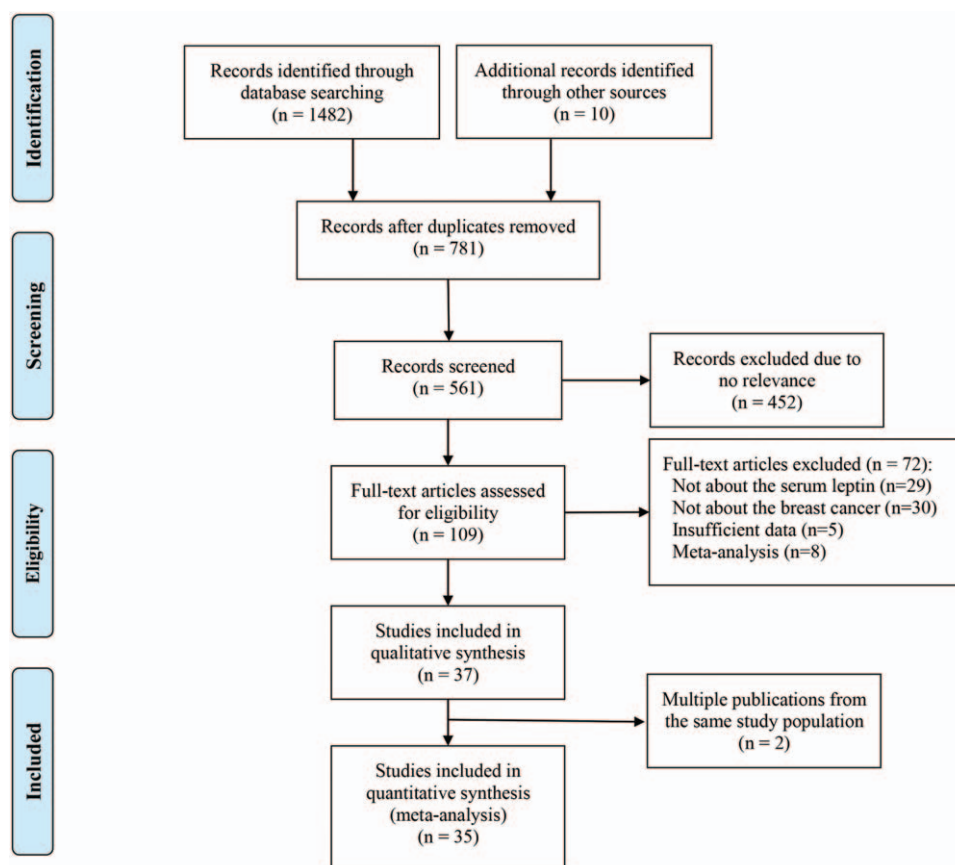 Identification
Records identified through
database searching
(n = 1482)
Additional records identified
through other sources
(n = 10)
Records after duplicates removed
(n = 781)
Screening
Records screened
(n = 561)
Records excluded due to
no relevance
(n = 452)
Eligibility
Full-text articles assessed
for eligibility
(n = 109)
Full-text articles excluded (n = 72):
Not about the serum leptin (n=29)
Not about the breast cancer (n=30)
Insufficient data (n=5)
Meta-analysis (n=8)
Studies included in
qualitative synthesis
(n = 37)
Included
Multiple publications from
the same study population
(n = 2)
Studies included in
quantitative synthesis
(meta-analysis)
(n = 35)